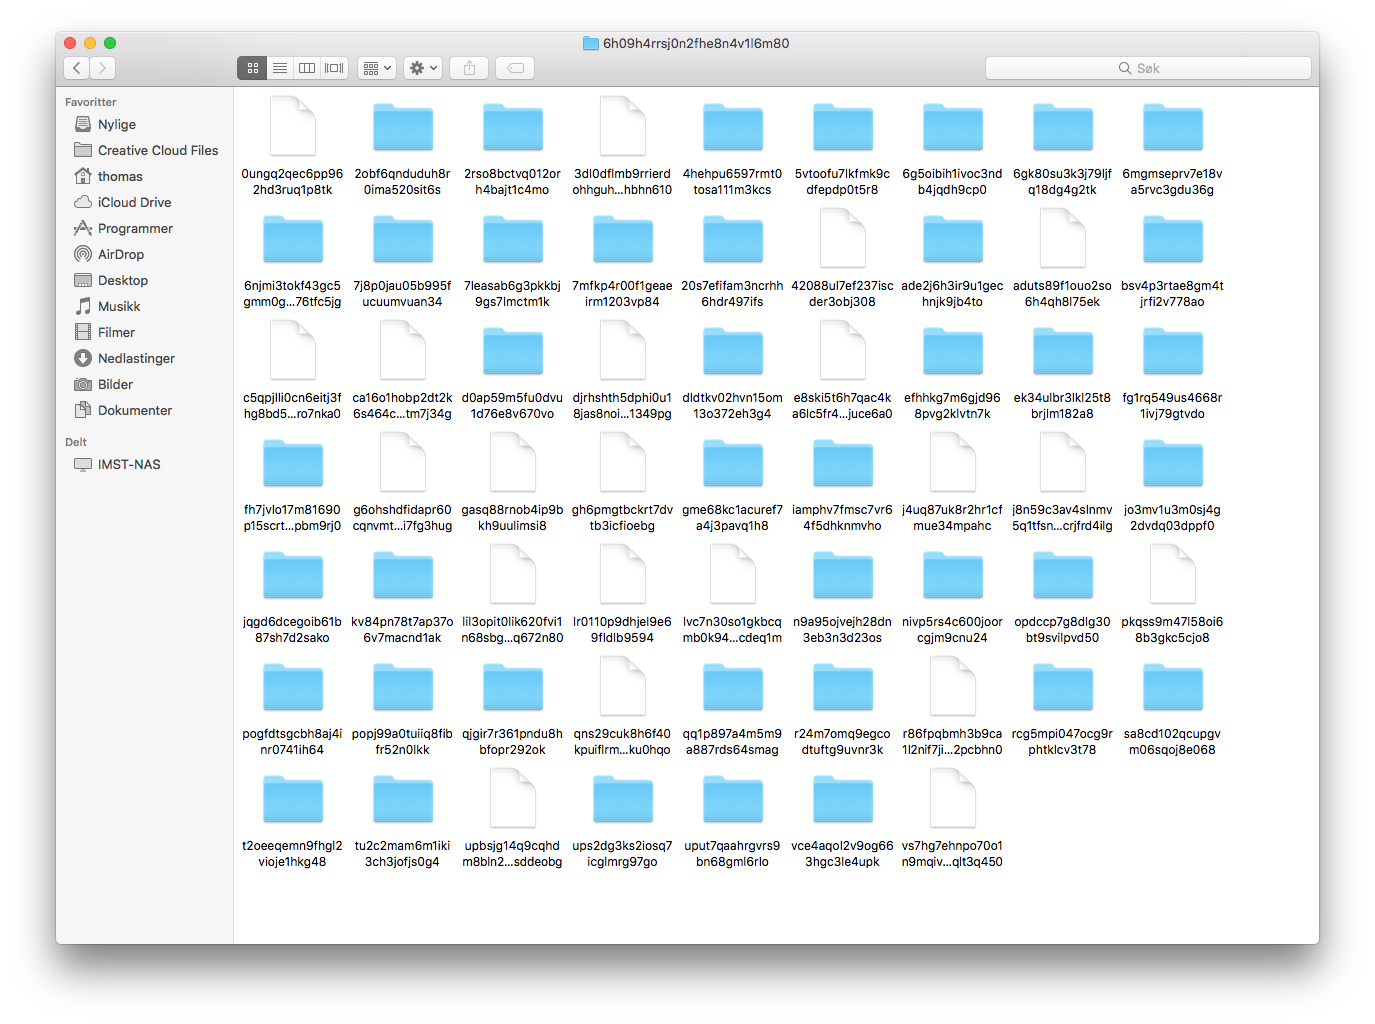 6h09h4rrsj0n2fhe8n4v1l6m80
Søk
Favoritter
Nylige
Creative Cloud Files
thomas
iCloud Drive
Programmer
AirDrop
Desktop
Musikk
Filmer
Nedlastinger
Bilder
Dokumenter
Delt
IMST-NAS
0ungq2qec6pp96
2hd3ruq1p8tk
2obf6qnduduh8r
0ima520sit6s
2rso8bctvq012or
h4bajt1c4mo
3dl0dflmb9rrierd
ohhguh...hbhn610
4hehpu6597rmt0
tosa111m3kcs
5vtoofu7lkfmk9c
dfepdp0t5r8
6g5oibih1ivoc3nd
b4jqdh9cp0
6gk80su3k3j79ljf
q18dg4g2tk
6mgmseprv7e18v
a5rvc3gdu36g
6njmi3tokf43gc5
gmm0g...76tfc5jg
7j8p0jau05b995f
ucuumvuan34
7leasab6g3pkkbj
9gs7lmctm1k
7mfkp4r00f1geae
irm1203vp84
20s7efifam3ncrhh
6hdr497ifs
42088ul7ef237isc
der3obj308
ade2j6h3ir9u1gec
hnjk9jb4to
aduts89f1ouo2so
6h4qh8l75ek
bsv4p3rtae8gm4t
jrfi2v778ao
c5qpjlli0cn6eitj3f
hg8bd5...ro7nka0
ca16o1hobp2dt2k
6s464c...tm7j34g
d0ap59m5fu0dvu
1d76e8v670vo
djrhshth5dphi0u1
8jas8noi...1349pg
dldtkv02hvn15om
13o372eh3g4
e8ski5t6h7qac4k
a6lc5fr4...juce6a0
efhhkg7m6gjd96
8pvg2klvtn7k
ek34ulbr3lkl25t8
brjlm182a8
fg1rq549us4668r
1ivj79gtvdo
fh7jvlo17m81690
p15scrt...pbm9rj0
g6ohshdfidapr60
cqnvmt...i7fg3hug
gasq88rnob4ip9b
kh9uulimsi8
gh6pmgtbckrt7dv
tb3icfioebg
gme68kc1acuref7
a4j3pavq1h8
iamphv7fmsc7vr6
4f5dhknmvho
j4uq87uk8r2hr1cf
mue34mpahc
j8n59c3av4slnmv
5q1tfsn...crjfrd4ilg
jo3mv1u3m0sj4g
2dvdq03dppf0
jqgd6dcegoib61b
87sh7d2sako
kv84pn78t7ap37o
6v7macnd1ak
lil3opit0lik620fvi1
n68sbg...q672n80
lr0110p9dhjel9e6
9fldlb9594
lvc7n30so1gkbcq
mb0k94...cdeq1m
n9a95ojvejh28dn
3eb3n3d23os
nivp5rs4c600joor
cgjm9cnu24
opdccp7g8dlg30
bt9svilpvd50
pkqss9m47l58oi6
8b3gkc5cjo8
pogfdtsgcbh8aj4i
nr0741ih64
popj99a0tuiiq8fib
fr52n0lkk
qjgir7r361pndu8h
bfopr292ok
qns29cuk8h6f40
kpuiflrm...ku0hqo
qq1p897a4m5m9
a887rds64smag
r24m7omq9egco
dtuftg9uvnr3k
r86fpqbmh3b9ca
1l2nif7ji...2pcbhn0
rcg5mpi047ocg9r
phtklcv3t78
sa8cd102qcupgv
m06sqoj8e068
t2oeeqemn9fhgl2
vioje1hkg48
tu2c2mam6m1iki
3ch3jofjs0g4
upbsjg14q9cqhd
m8bln2...sddeobg
ups2dg3ks2iosq7
icglmrg97go
uput7qaahrgvrs9
bn68gml6rlo
vce4aqol2v9og66
3hgc3le4upk
vs7hg7ehnpo70o1
n9mqiv...qlt3q450